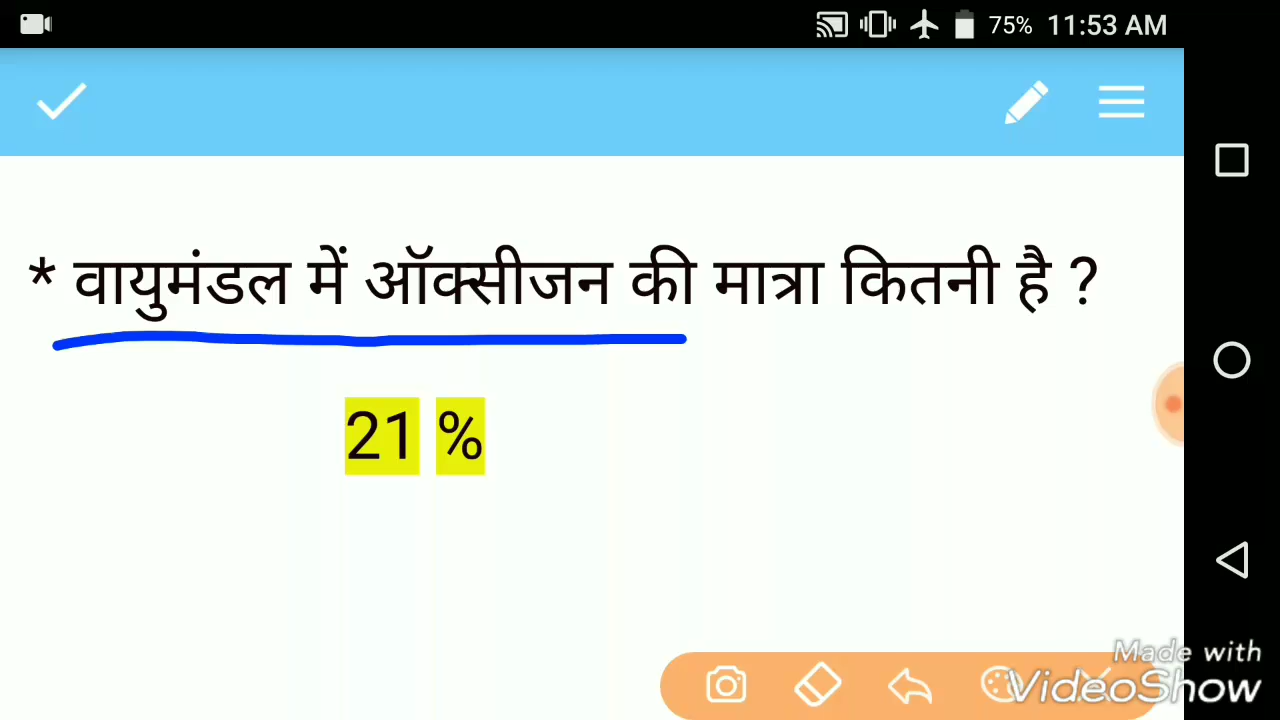 75% 11:53 AM
* वायुमंडल में ऑक्सीजन की मात्रा कितनी है ?
21 %
Made with
VideoShow